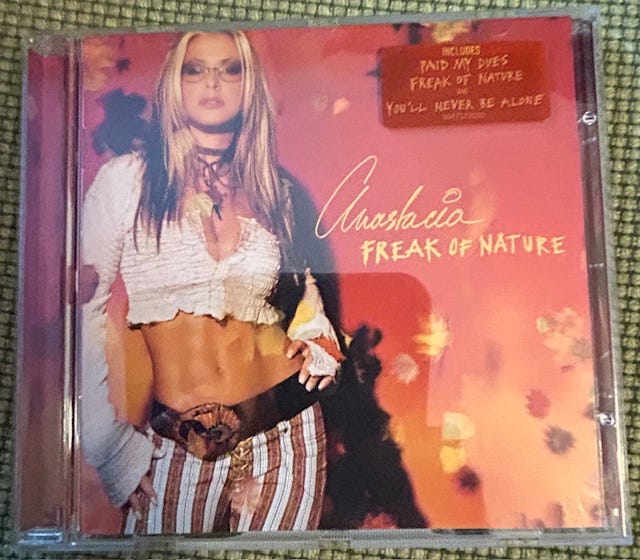 INCLUDES
PAID MY DUES
FREAK OF NATURE
AND
YOU'LL NEVER BE ALONE
Anastacia
FREAK OF NATURE